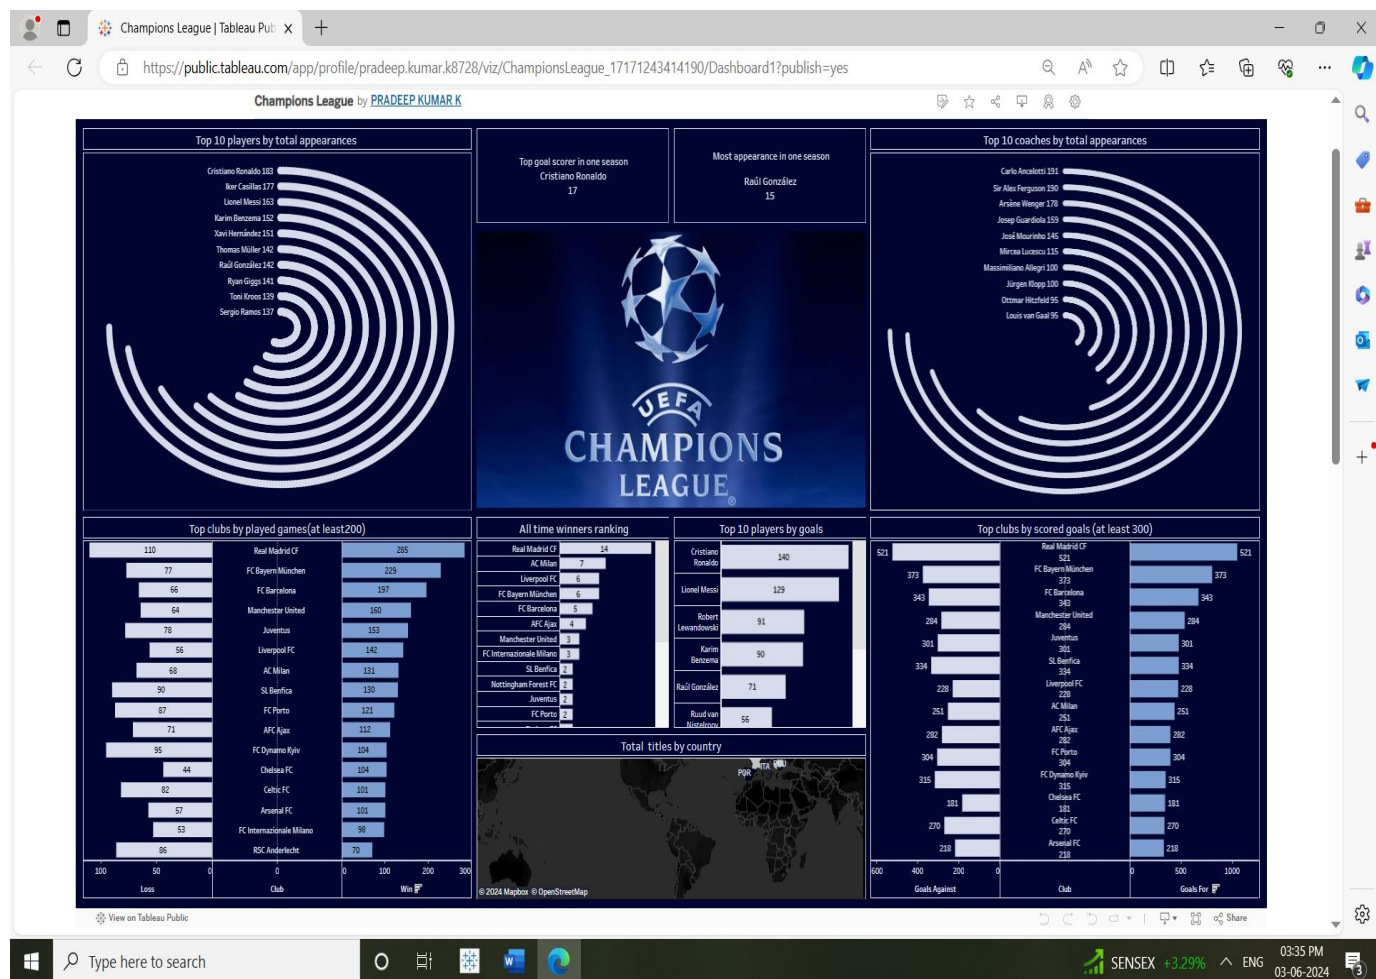 Champions League | Tableau Pub
https://public.tableau.com/app/profile/pradeep.kumar.k8728/viz/ChampionsLeague_17171243414190/Dashboard1?publish=yes
Champions League by PRADEEP KUMAR K
Top 10 players by total appearances
Cristiano Ronaldo 183
Iker Casillas 177
Lionel Messi 163
Karim Benzema 152
Xavi Hernández 151
Thomas Müller 142
Raúl González 142
Ryan Giggs 141
Toni Kroos 139
Sergio Ramos 137
Top goal scorer in one season
Cristiano Ronaldo
17
Most appearance in one season
Raúl González
15
UEFA
CHAMPIONS
LEAGUE
®
Top 10 coaches by total appearances
Carlo Ancelotti 191
Sir Alex Ferguson 190
Arsène Wenger 178
Josep Guardiola 159
José Mourinho 145
Mircea Lucescu 115
Massimiliano Allegri 100
Jürgen Klopp 100
Ottmar Hitzfeld 95
Louis van Gaal 95
Top clubs by played games(at least200)
110 Real Madrid CF 285
77 FC Bayern München 229
66 FC Barcelona 197
64 Manchester United 160
78 Juventus 153
56 Liverpool FC 142
68 AC Milan 131
90 SL Benfica 130
87 FC Porto 121
71 AFC Ajax 112
95 FC Dynamo Kyiv 104
44 Chelsea FC 104
82 Celtic FC 101
57 Arsenal FC 101
53 FC Internazionale Milano 98
86 RSC Anderlecht 70
100 50 0 0 100 200 300
Loss Club Win
All time winners ranking
Real Madrid CF 14
AC Milan 7
Liverpool FC 6
FC Bayern München 6
FC Barcelona 5
AFC Ajax 4
Manchester United 3
FC Internazionale Milano 3
SL Benfica 2
Nottingham Forest FC 2
Juventus 2
FC Porto 2
Top 10 players by goals
Cristiano
Ronaldo 140
Lionel Messi 129
Robert
Lewandowski 91
Karim
Benzema 90
Raúl González 71
Ruud van
Nistelrooy 56
Total titles by country
POR ITA
© 2024 Mapbox © OpenStreetMap
Top clubs by scored goals (at least 300)
521 Real Madrid CF 521
521
373 FC Bayern München 373
373
343 FC Barcelona 343
343
284 Manchester United 284
284
301 Juventus 301
301
334 SL Benfica 334
334
228 Liverpool FC 228
228
251 AC Milan 251
251
282 AFC Ajax 282
282
304 FC Porto 304
304
315 FC Dynamo Kyiv 315
315
181 Chelsea FC 181
181
270 Celtic FC 270
270
218 Arsenal FC 218
218
600 400 200 0 0 500 1000
Goals Against Club Goals For
View on Tableau Public
Share
Type here to search
SENSEX +3.29%
ENG
03:35 PM
03-06-2024
3